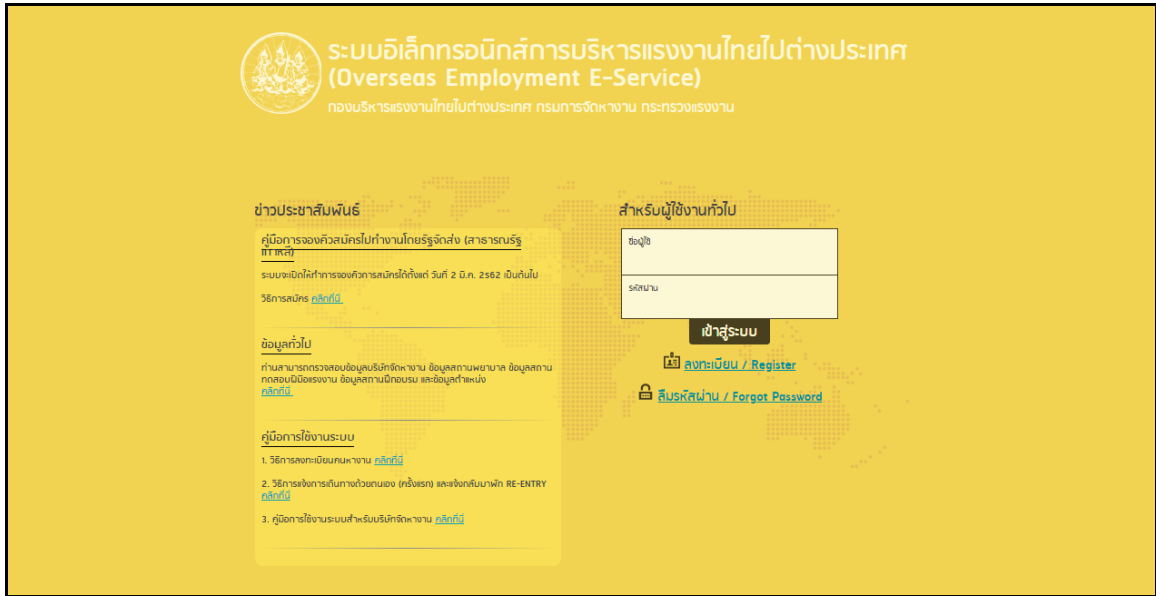 ระบบอิเล็กทรอนิกส์การบริหารแรงงานไทยไปต่างประเทศ
(Overseas Employment E-Service)
กองบริหารแรงงานไทยไปต่างประเทศ กรมการจัดหางาน กระทรวงแรงงาน
ข่าวประชาสัมพันธ์
คู่มือการจองคิวสมัครไปทำงานโดยรัฐจัดส่ง (สาธารณรัฐ
เกาหลี)
ระบบจะเปิดให้ทำการจองคิวการสมัครได้ตั้งแต่ วันที่ 2 มี.ค. 2562 เป็นต้นไป
วิธีการสมัคร คลิกที่นี่
ข้อมูลทั่วไป
ท่านสามารถตรวจสอบข้อมูลบริษัทจัดหางาน ข้อมูลสถานพยาบาล ข้อมูลสถาน
ทดสอบฝีมือแรงงาน ข้อมูลสถานฝึกอบรม และข้อมูลตำแหน่ง
คลิกที่นี่
คู่มือการใช้งานระบบ
1. วิธีการลงทะเบียนคนหางาน คลิกที่นี่
2. วิธีการแจ้งการเดินทางด้วยตนเอง (ครั้งแรก) และแจ้งกลับมาพัก RE-ENTRY
คลิกที่นี่
3. คู่มือการใช้งานระบบสำหรับบริษัทจัดหางาน คลิกที่นี่
สำหรับผู้ใช้งานทั่วไป
ชื่อผู้ใช้
รหัสผ่าน
เข้าสู่ระบบ
ลงทะเบียน / Register
ลืมรหัสผ่าน / Forgot Password